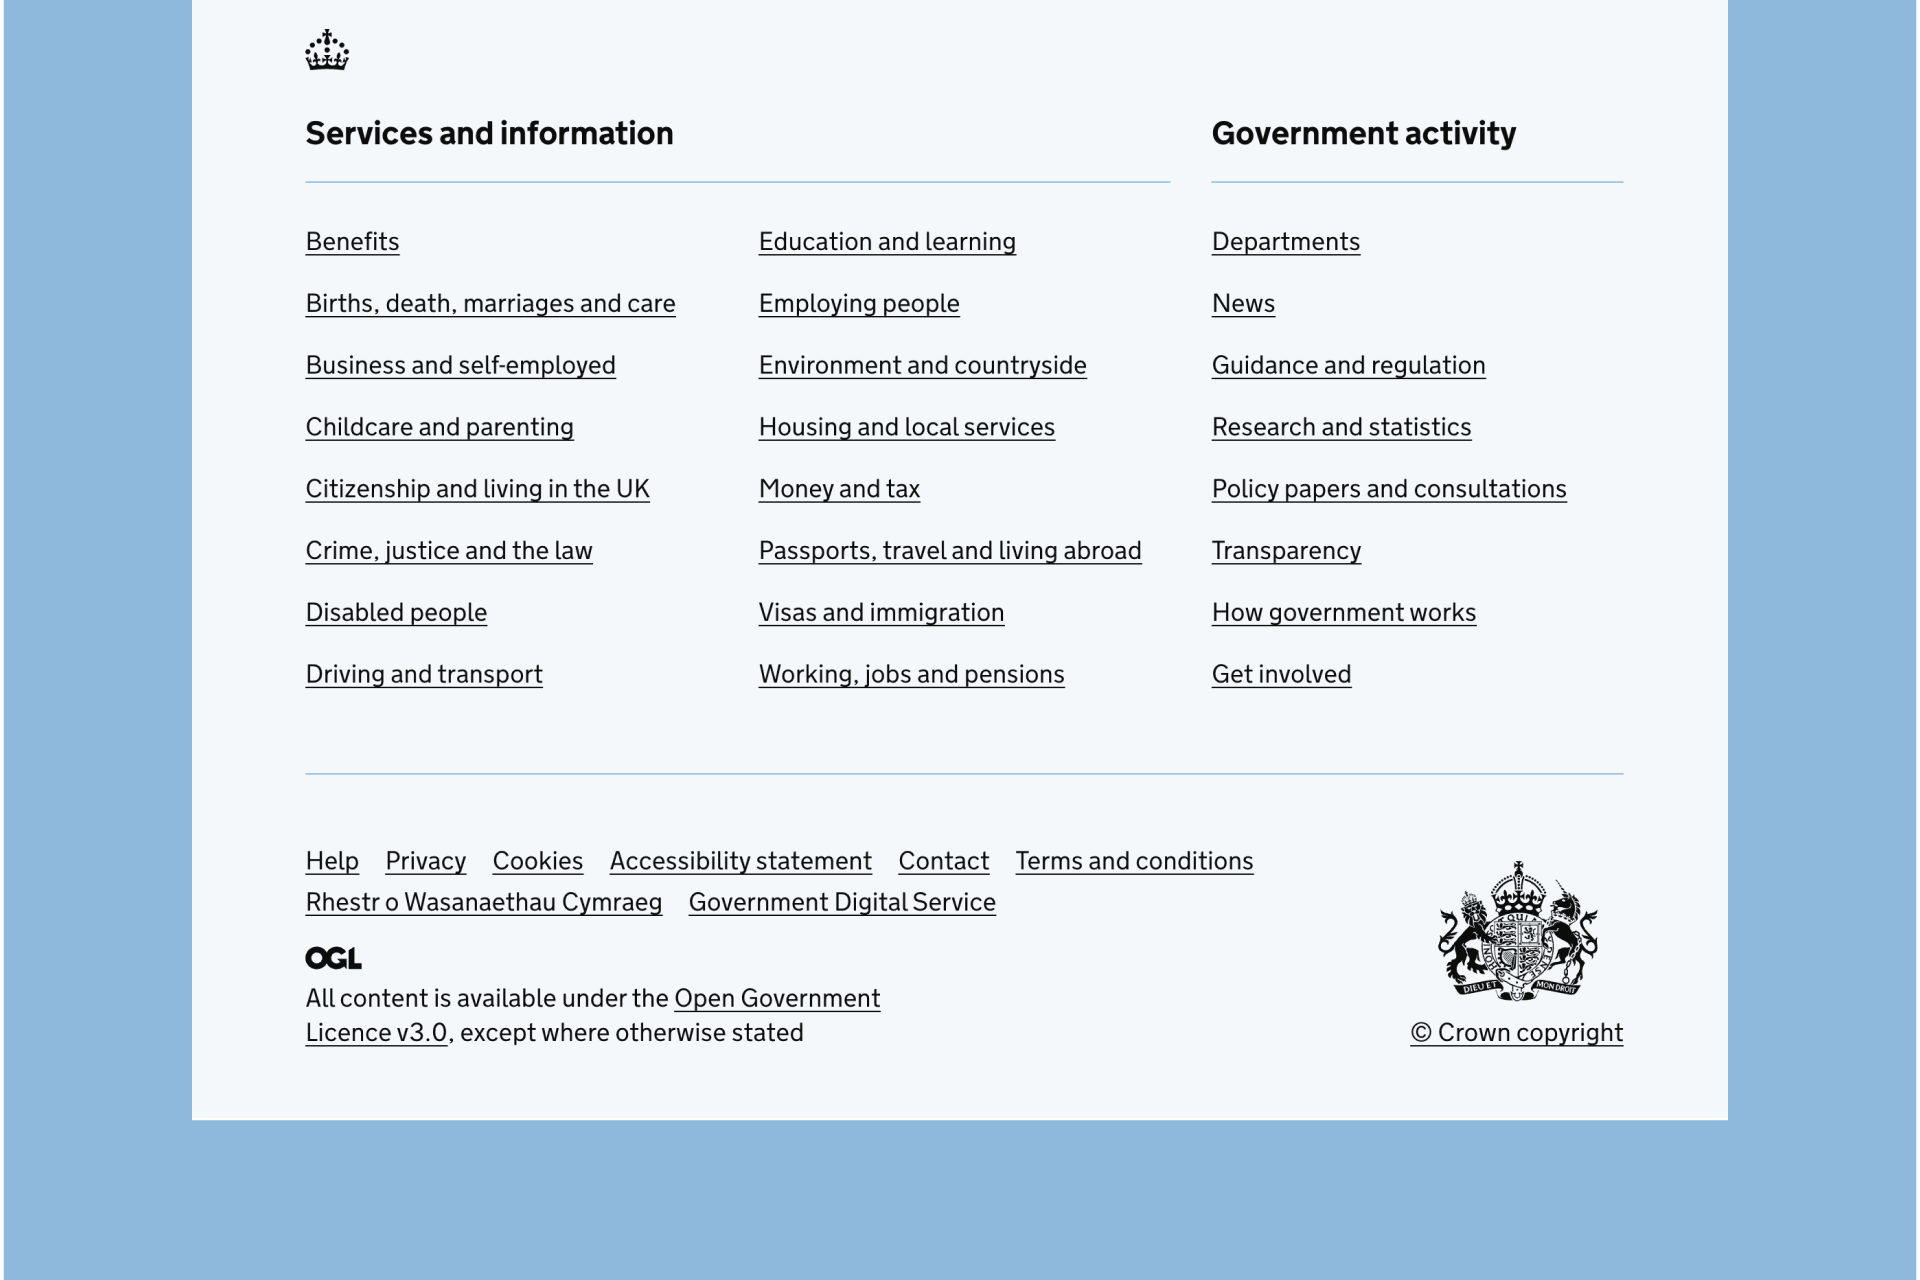 Services and information
Benefits
Births, death, marriages and care
Business and self-employed
Childcare and parenting
Citizenship and living in the UK
Crime, justice and the law
Disabled people
Driving and transport
Education and learning
Employing people
Environment and countryside
Housing and local services
Money and tax
Passports, travel and living abroad
Visas and immigration
Working, jobs and pensions
Government activity
Departments
News
Guidance and regulation
Research and statistics
Policy papers and consultations
Transparency
How government works
Get involved
Help Privacy Cookies Accessibility statement Contact Terms and conditions
Rhestr o Wasanaethau Cymraeg Government Digital Service
OGL
All content is available under the Open Government
Licence v3.0, except where otherwise stated
DIEU ET MON DROIT
© Crown copyright